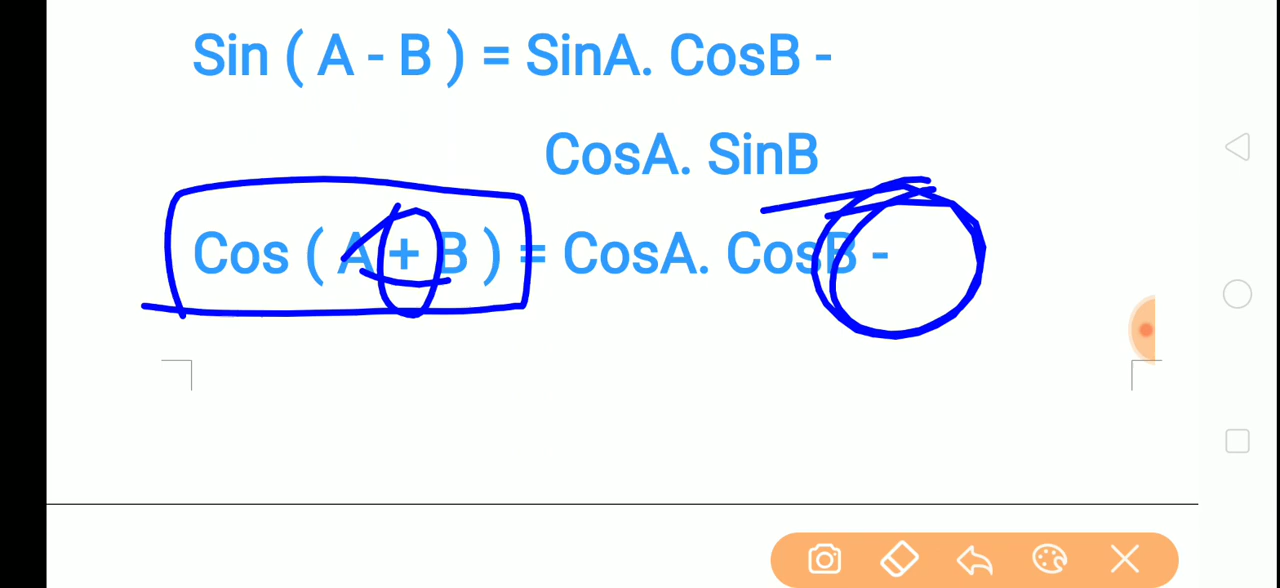 Sin ( A - B ) = SinA. CosB -
CosA. SinB
Cos ( A + B ) = CosA. CosB -